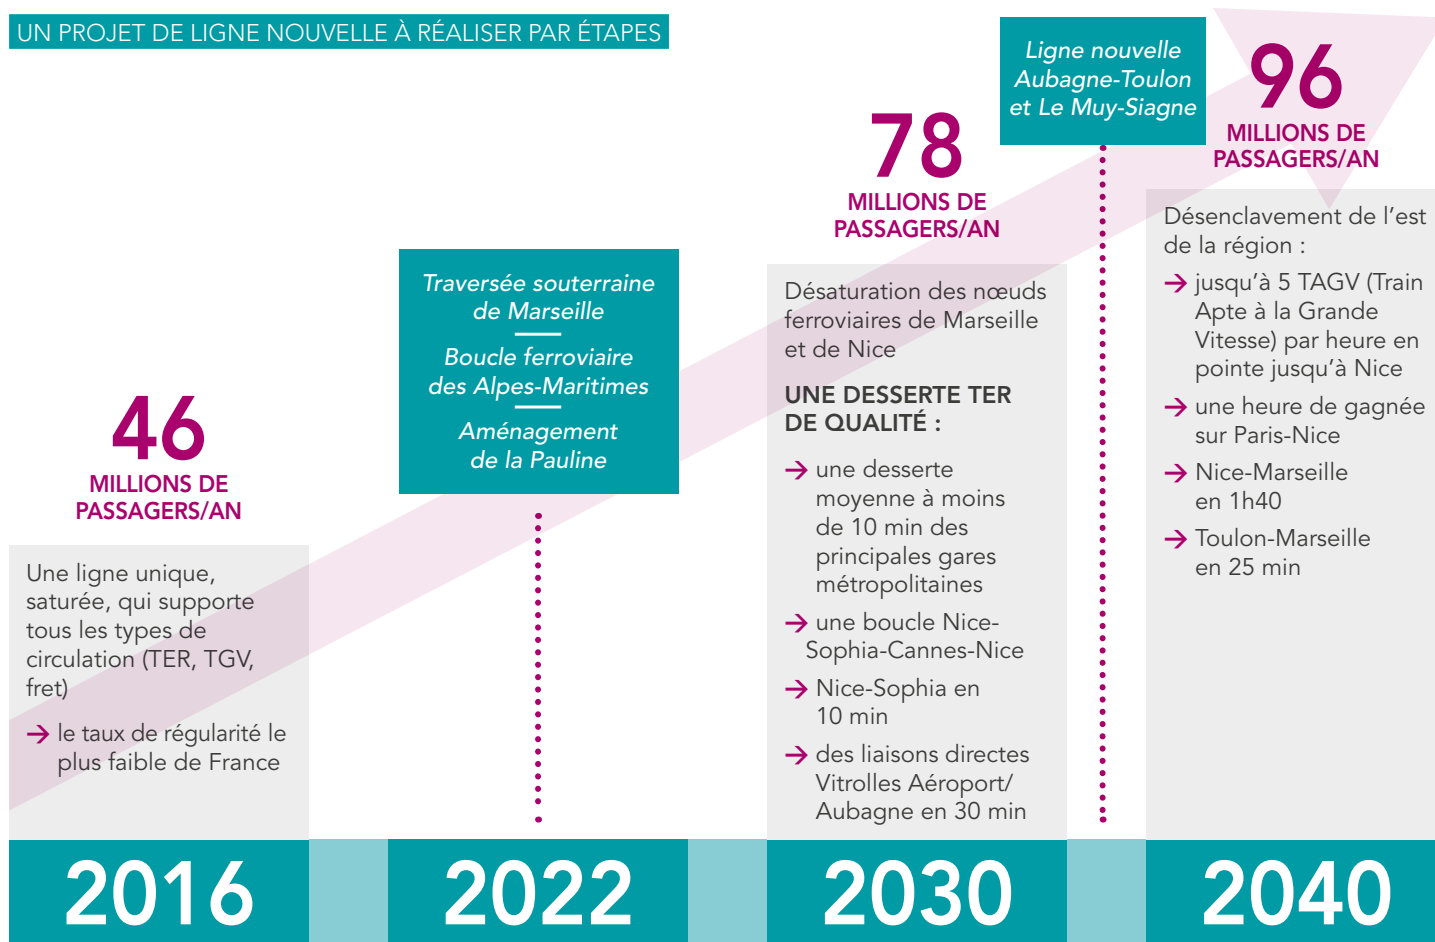 UN PROJET DE LIGNE NOUVELLE À RÉALISER PAR ÉTAPES
46
MILLIONS DE
PASSAGERS/AN
Une ligne unique,
saturée, qui supporte
tous les types de
circulation (TER, TGV,
fret)
→ le taux de régularité le
plus faible de France
2016
Traversée souterraine
de Marseille
Boucle ferroviaire
des Alpes-Maritimes
Aménagement
de la Pauline
2022
78
MILLIONS DE
PASSAGERS/AN
Désaturation des nœuds
ferroviaires de Marseille
et de Nice
UNE DESSERTE TER
DE QUALITÉ :
→ une desserte
moyenne à moins
de 10 min des
principales gares
métropolitaines
→ une boucle Nice-
Sophia-Cannes-Nice
→ Nice-Sophia en
10 min
→ des liaisons directes
Vitrolles Aéroport/
Aubagne en 30 min
2030
Ligne nouvelle
Aubagne-Toulon
et Le Muy-Siagne
96
MILLIONS DE
PASSAGERS/AN
Désenclavement de l’est
de la région :
→ jusqu’à 5 TAGV (Train
Apte à la Grande
Vitesse) par heure en
pointe jusqu’à Nice
→ une heure de gagnée
sur Paris-Nice
→ Nice-Marseille
en 1h40
→ Toulon-Marseille
en 25 min
2040